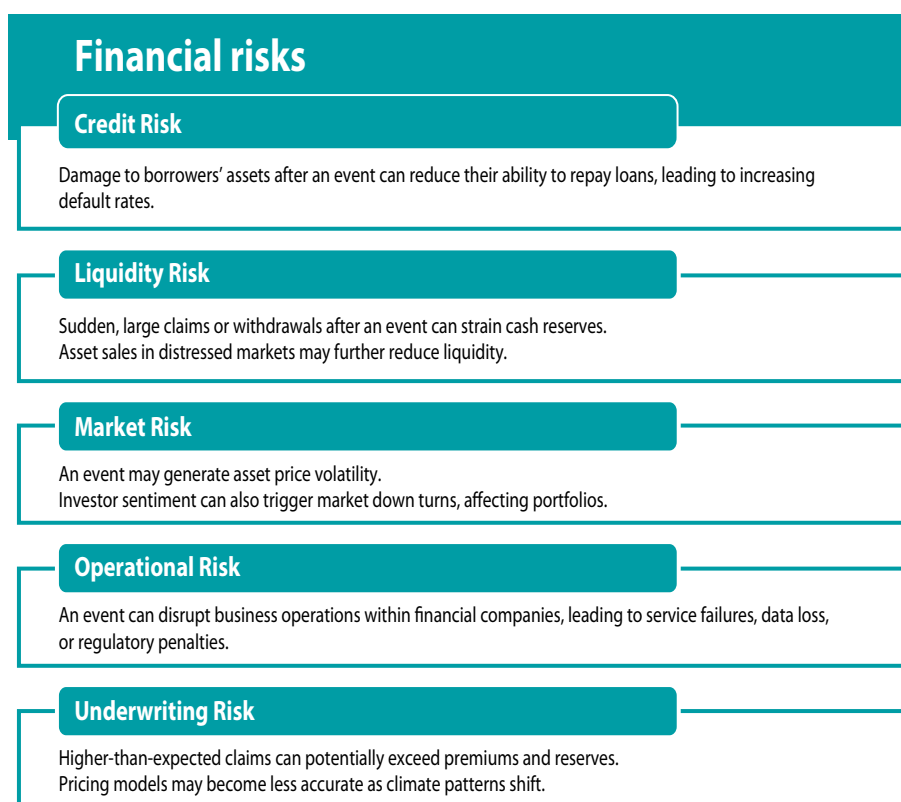 Financial risks
Credit Risk
Damage to borrowers’ assets after an event can reduce their ability to repay loans, leading to increasing
default rates.
Liquidity Risk
Sudden, large claims or withdrawals after an event can strain cash reserves.
Asset sales in distressed markets may further reduce liquidity.
Market Risk
An event may generate asset price volatility.
Investor sentiment can also trigger market down turns, affecting portfolios.
Operational Risk
An event can disrupt business operations within financial companies, leading to service failures, data loss,
or regulatory penalties.
Underwriting Risk
Higher-than-expected claims can potentially exceed premiums and reserves.
Pricing models may become less accurate as climate patterns shift.